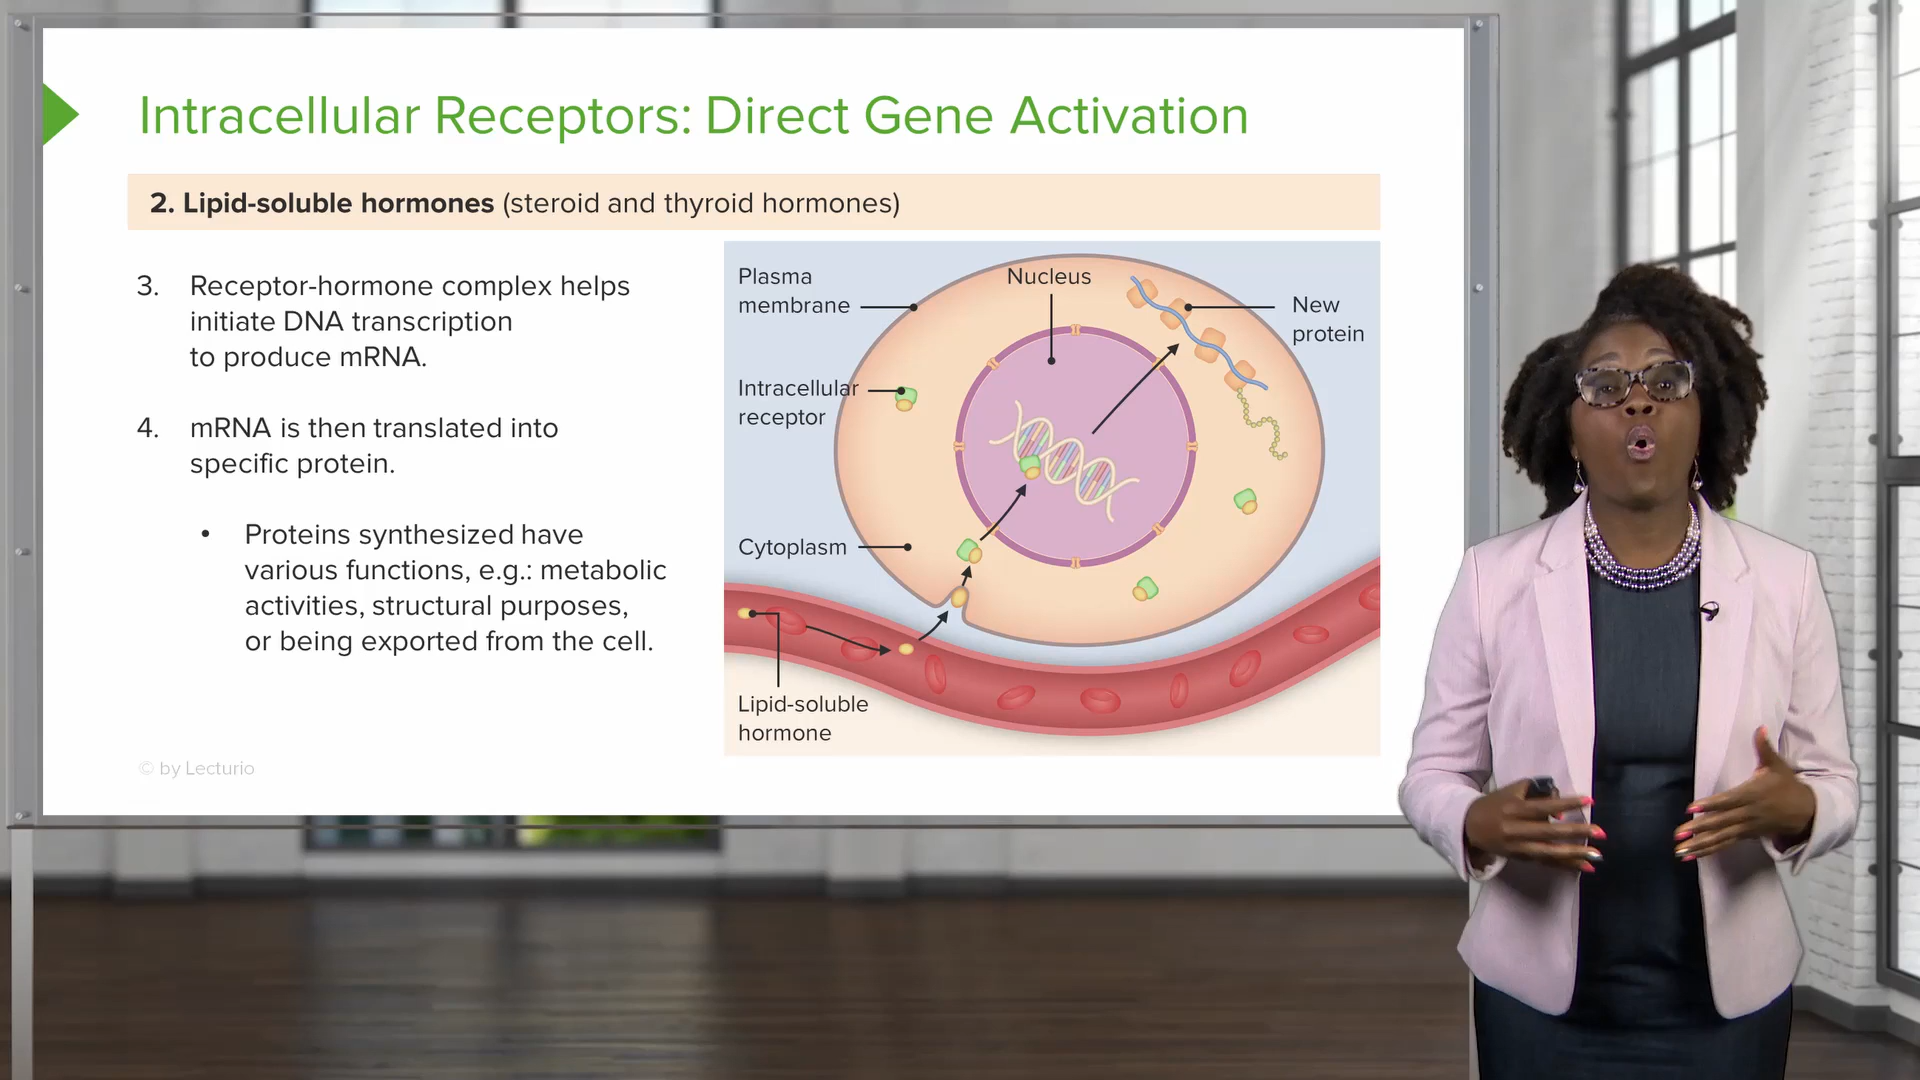 Intracellular Receptors: Direct Gene Activation
2. Lipid-soluble hormones (steroid and thyroid hormones)
3. Receptor-hormone complex helps
initiate DNA transcription
to produce mRNA.
4. mRNA is then translated into
specific protein.
• Proteins synthesized have
various functions, e.g.: metabolic
activities, structural purposes,
or being exported from the cell.
© by Lecturio
Plasma
membrane
Nucleus
New
protein
Intracellular
receptor
Cytoplasm
Lipid-soluble
hormone